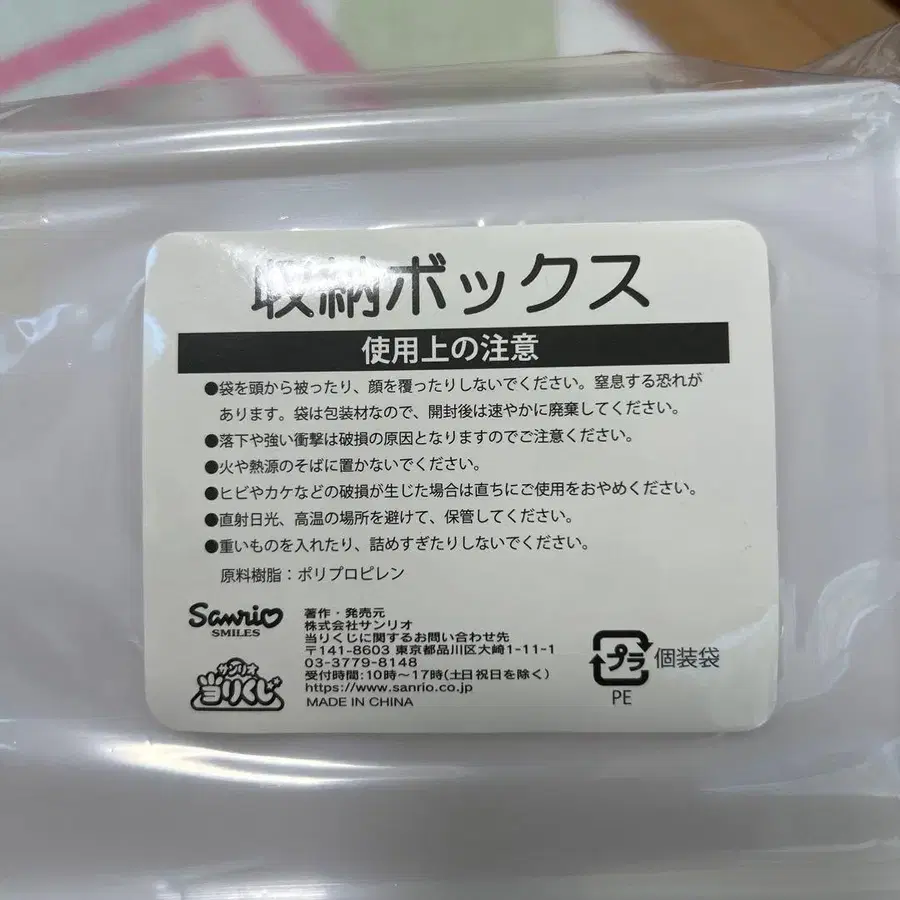 収納ボックス
使用上の注意
●袋を頭から被ったり、顔を覆ったりしないでください。窒息する恐れが
あります。袋は包装材なので、開封後は速やかに廃棄してください。
●落下や強い衝撃は破損の原因となりますのでご注意ください。
●火や熱源のそばに置かないでください。
●ヒビやカケなどの破損が生じた場合は直ちにご使用をおやめください。
●直射日光、高温の場所を避けて、保管してください。
●重いものを入れたり、詰めすぎたりしないでください。
原料樹脂：ポリプロピレン
Sanrio
SMILES
サンリオ
当りくじ
著作・発売元
株式会社サンリオ
当りくじに関するお問い合わせ先
〒141-8603 東京都品川区大崎1-11-1
03-3779-8148
受付時間:10時〜17時(土日祝日を除く)
https://www.sanrio.co.jp
MADE IN CHINA
プラ 個装袋
PE